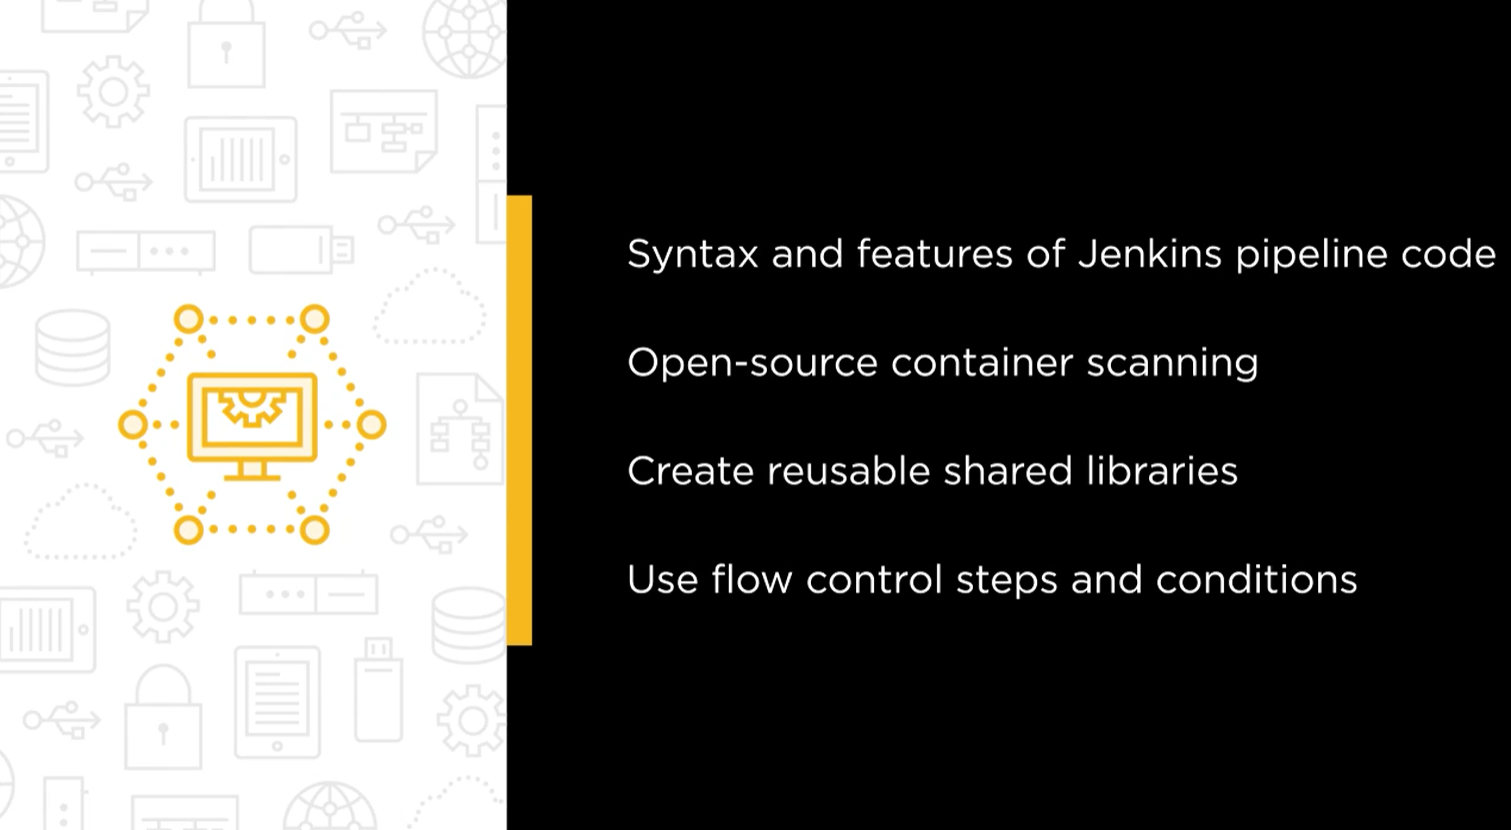 Syntax and features of Jenkins pipeline code
Open-source container scanning
Create reusable shared libraries
Use flow control steps and conditions